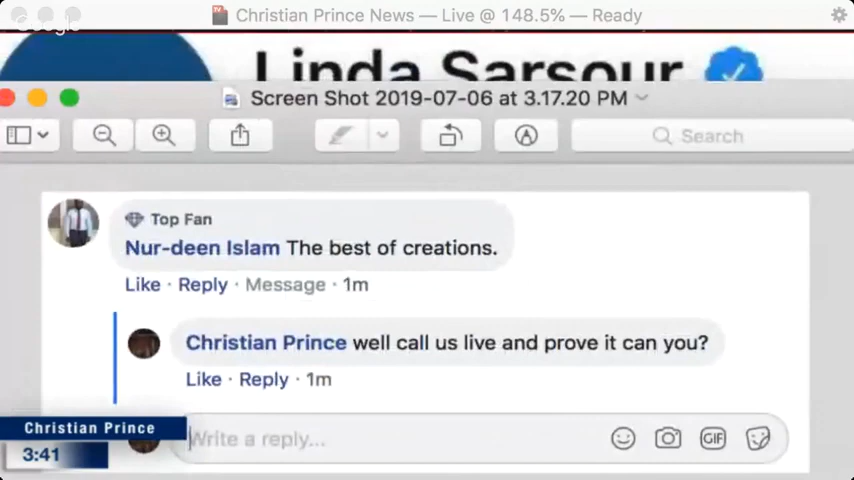 Christian Prince News — Live @ 148.5% — Ready
Google
Linda Sarsour
Screen Shot 2019-07-06 at 3.17.20 PM
Search
Top Fan
Nur-deen Islam The best of creations.
Like · Reply · Message · 1m
Christian Prince well call us live and prove it can you?
Like · Reply · 1m
Christian Prince
Write a reply...
GIF
3:41